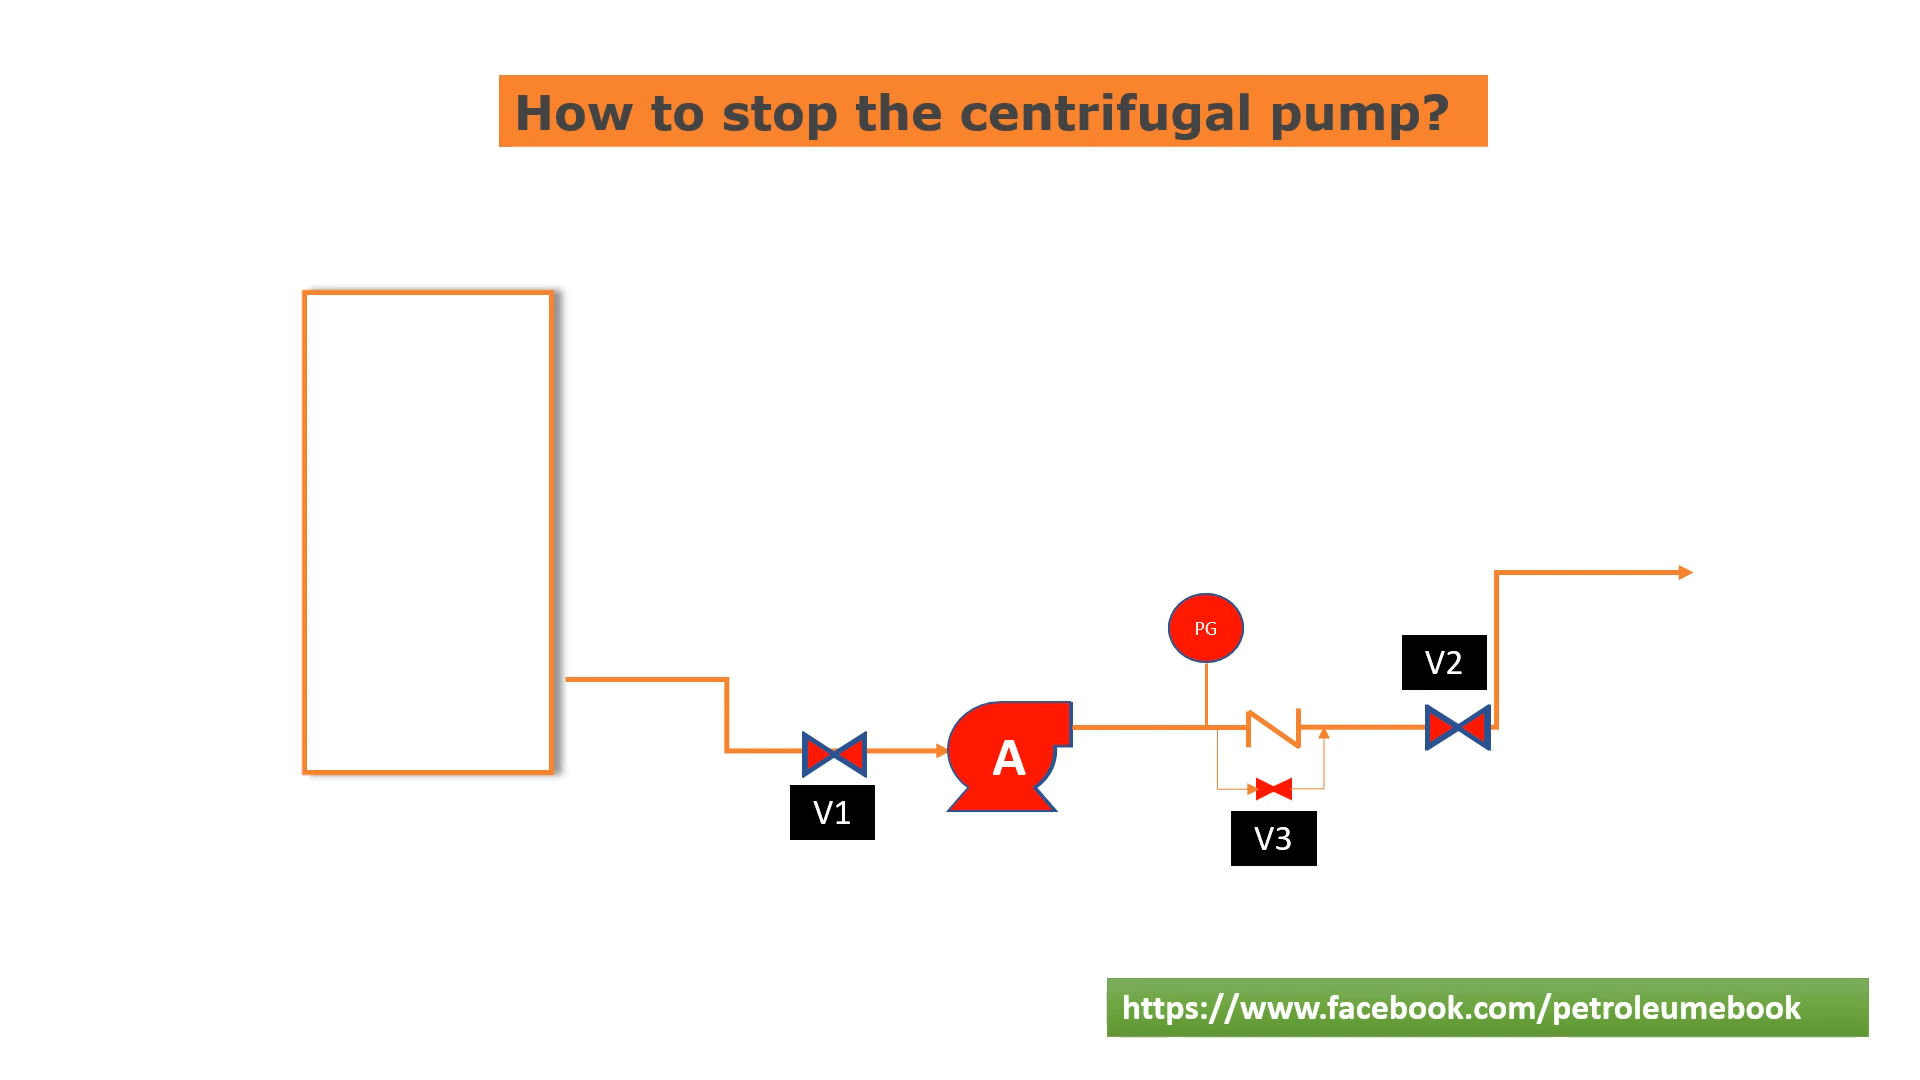 How to stop the centrifugal pump?
PG
V2
A
V1
V3
https://www.facebook.com/petroleumebook